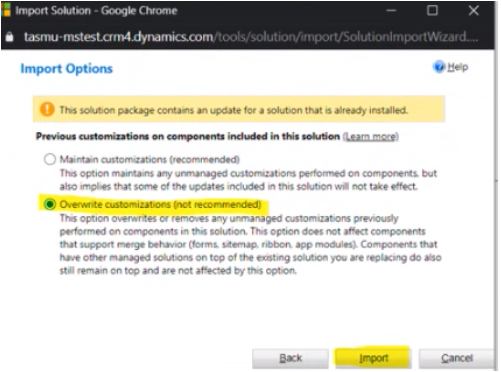 Import Solution - Google Chrome
tasmu-mstest.crm4.dynamics.com/tools/solution/import/SolutionImportWizard....
Import Options
Help
This solution package contains an update for a solution that is already installed.
Previous customizations on components included in this solution (Learn more)
Maintain customizations (recommended)
This option maintains any unmanaged customizations performed on components, but
also implies that some of the updates included in this solution will not take effect.
Overwrite customizations (not recommended)
This option overwrites or removes any unmanaged customizations previously
performed on components in this solution. This option does not affect components
that support merge behavior (forms, sitemap, ribbon, app modules). Components that
have other managed solutions on top of the existing solution you are replacing do also
still remain on top and are not affected by this option.
Back Import Cancel